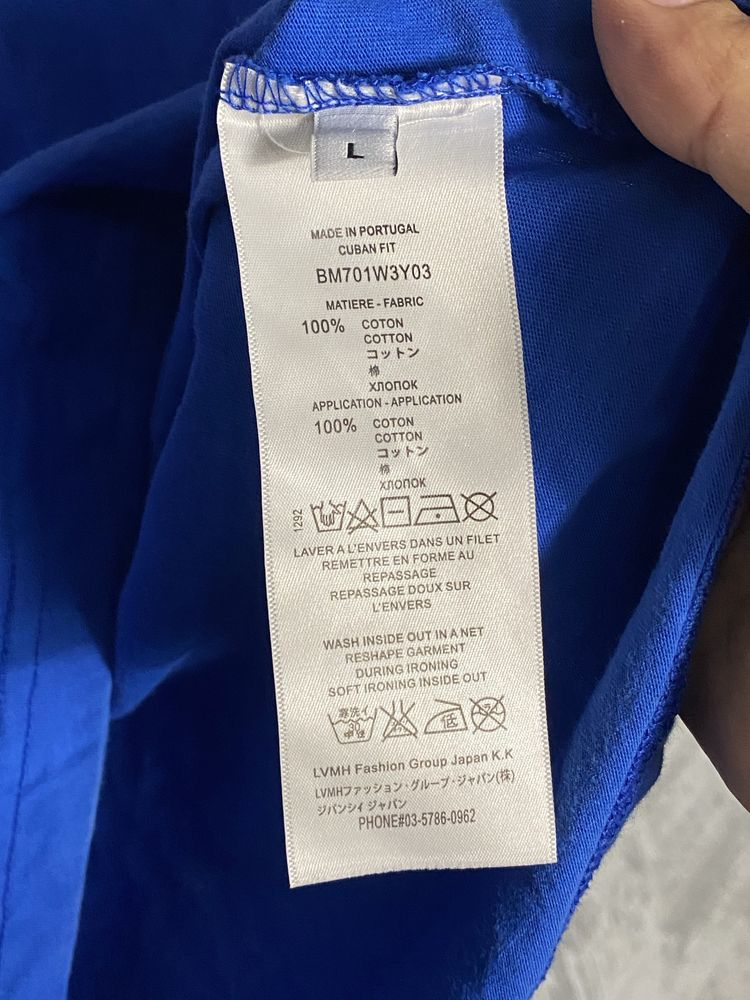 L
MADE IN PORTUGAL
CUBAN FIT
BM701W3Y03
MATIERE - FABRIC
100% COTON
COTTON
コットン
棉
ХЛОПОК
APPLICATION - APPLICATION
100% COTON
COTTON
コットン
棉
ХЛОПОК
1292
LAVER A L'ENVERS DANS UN FILET
REMETTRE EN FORME AU
REPASSAGE
REPASSAGE DOUX SUR
L'ENVERS
WASH INSIDE OUT IN A NET
RESHAPE GARMENT
DURING IRONING
SOFT IRONING INSIDE OUT
低
LVMH Fashion Group Japan K.K
LVMHファッション・グループ・ジャパン(株)
ジバンシイ ジャパン
PHONE#03-5786-0962